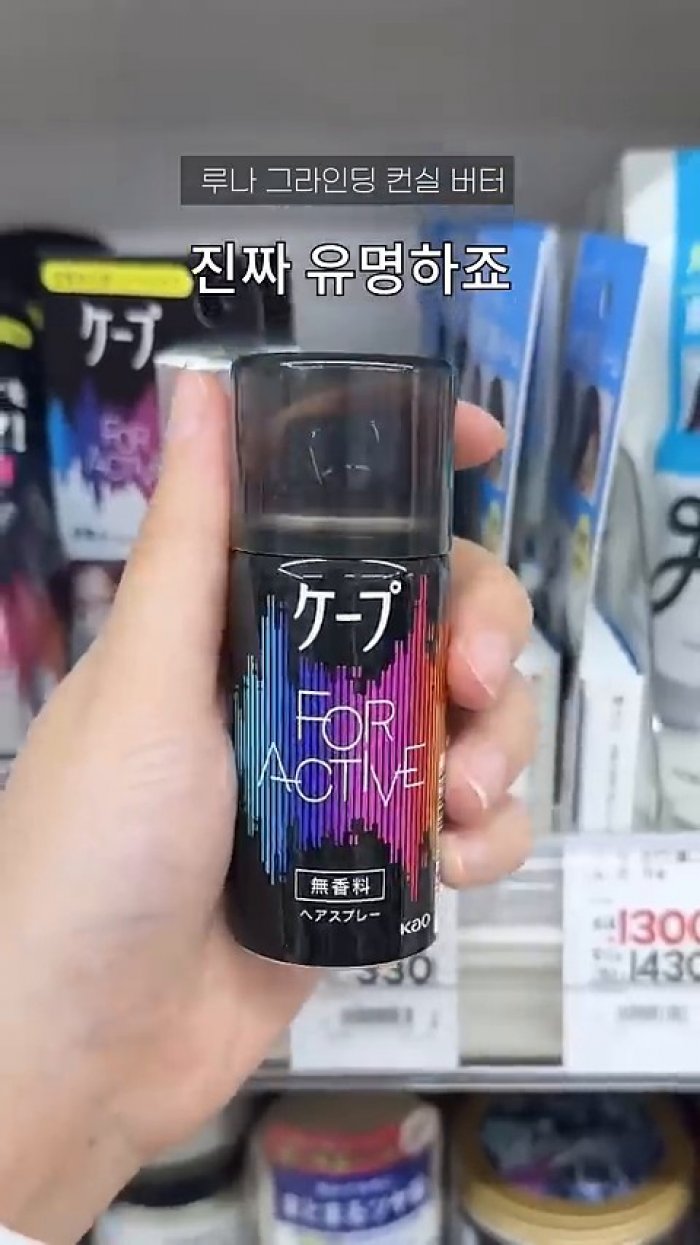 루나 그라인딩 컨실 버터
진짜 유명하죠
ケープ
FOR
ACTIVE
ケープ
FOR
ACTIVE
無香料
ヘアスプレー
Kao
330
1300
1430